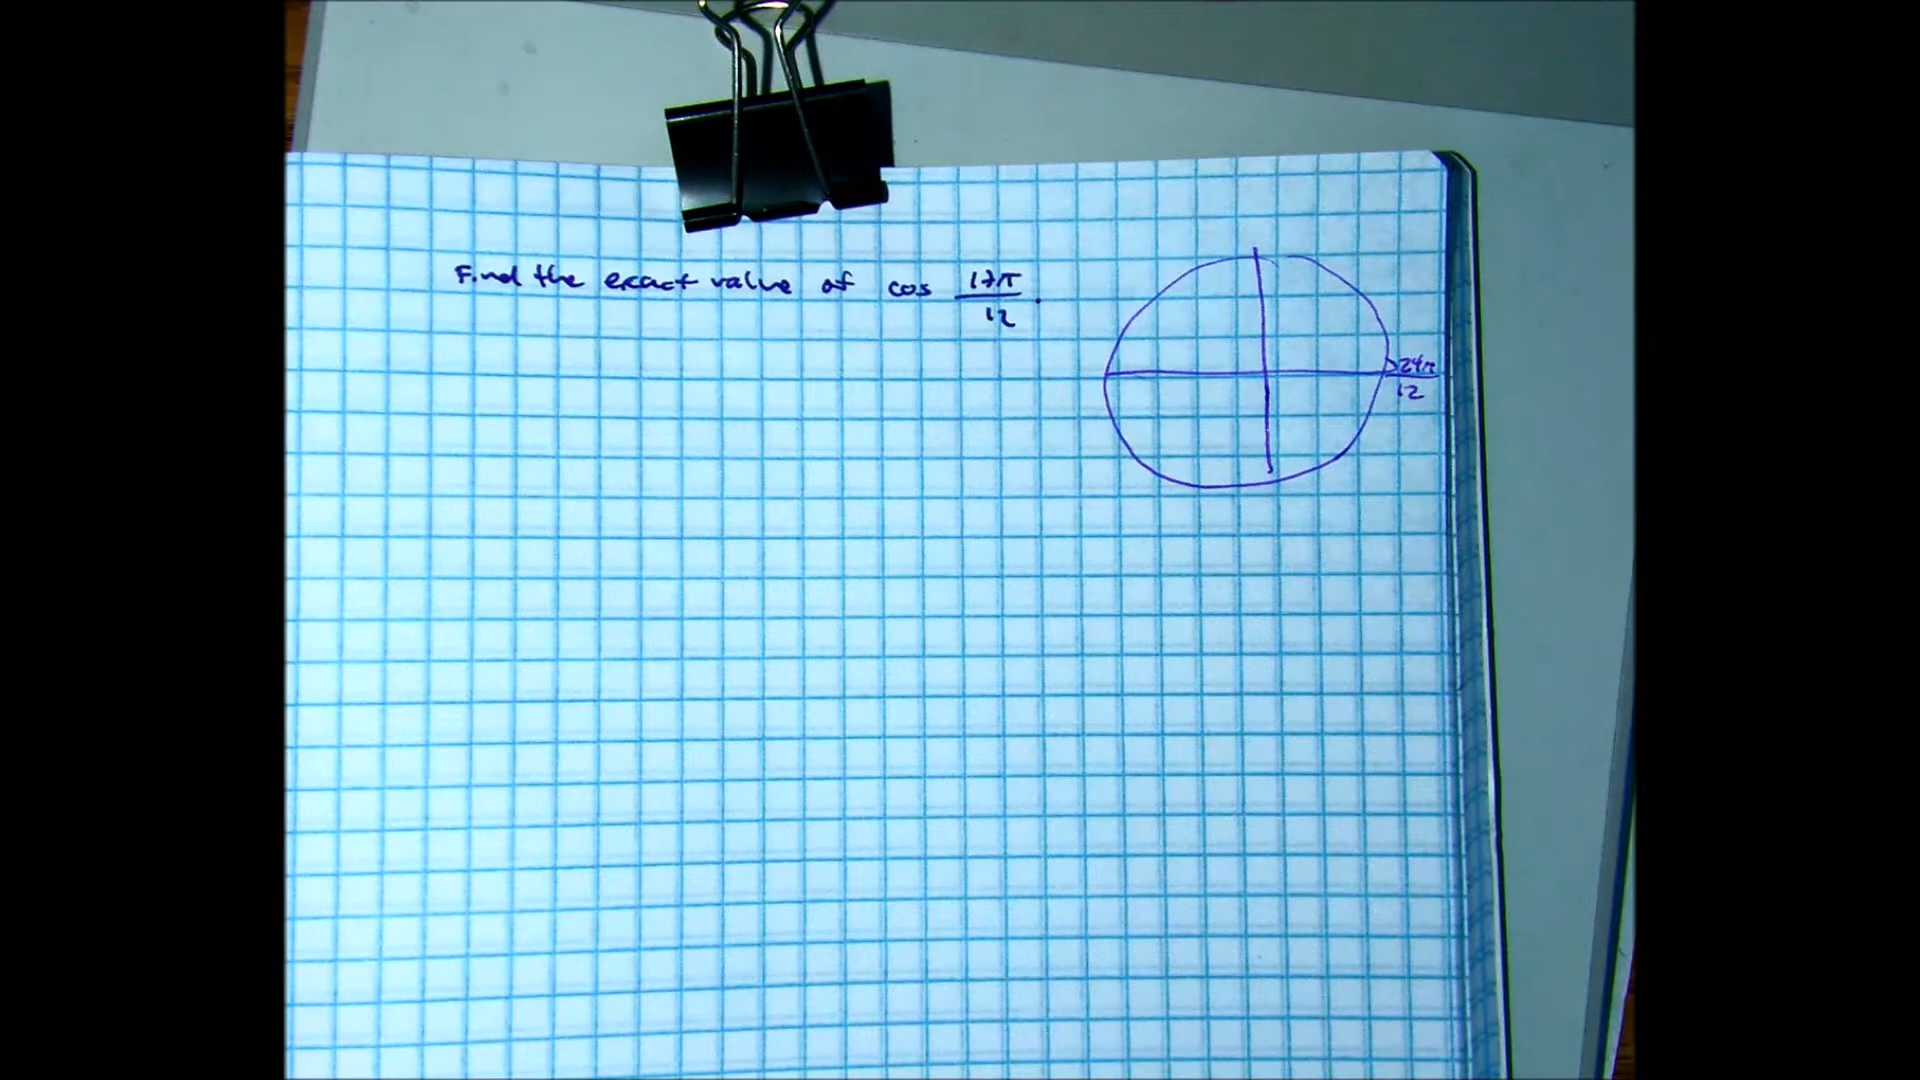 Find the exact value of cos 17π/12.
24π/12